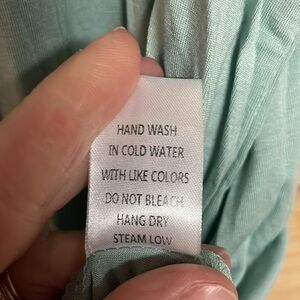 HAND WASH
IN COLD WATER
WITH LIKE COLORS
DO NOT BLEACH
HANG DRY
STEAM LOW